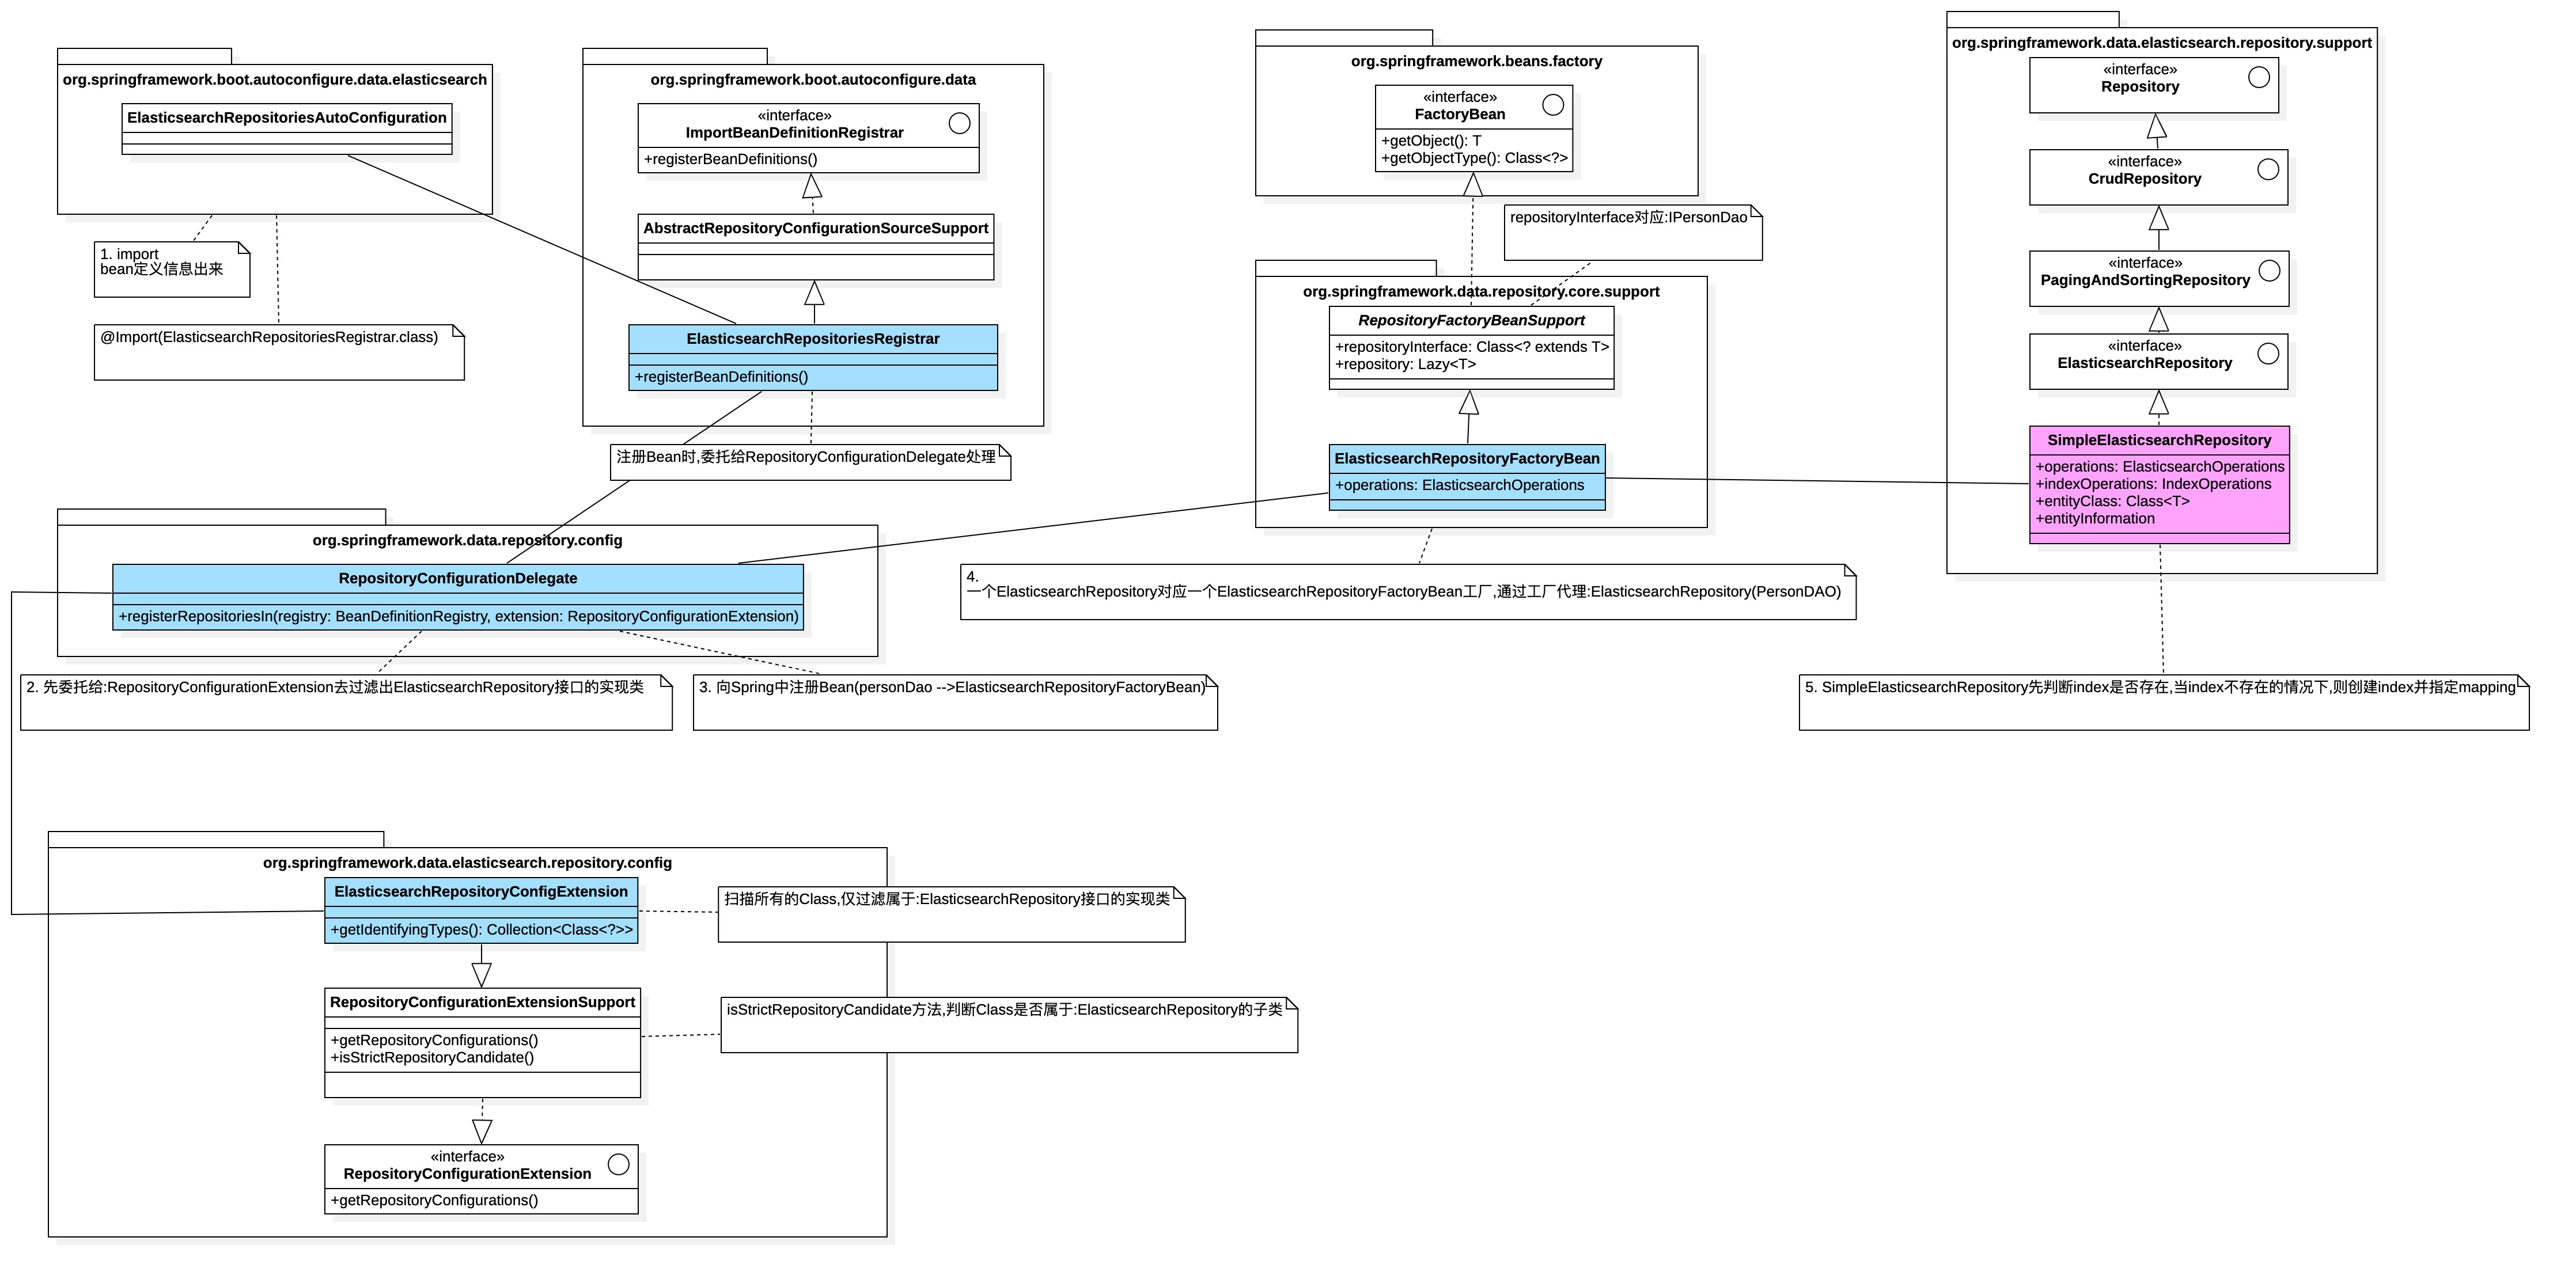 org.springframework.boot.autoconfigure.data.elasticsearch
ElasticsearchRepositoriesAutoConfiguration
1. import
bean定义信息出来
@Import(ElasticsearchRepositoriesRegistrar.class)
org.springframework.boot.autoconfigure.data
«interface»
ImportBeanDefinitionRegistrar
+registerBeanDefinitions()
AbstractRepositoryConfigurationSourceSupport
ElasticsearchRepositoriesRegistrar
+registerBeanDefinitions()
注册Bean时,委托给RepositoryConfigurationDelegate处理
org.springframework.beans.factory
«interface»
FactoryBean
+getObject(): T
+getObjectType(): Class<?>
repositoryInterface对应:IPersonDao
org.springframework.data.repository.core.support
RepositoryFactoryBeanSupport
+repositoryInterface: Class<? extends T>
+repository: Lazy<T>
ElasticsearchRepositoryFactoryBean
+operations: ElasticsearchOperations
4.
一个ElasticsearchRepository对应一个ElasticsearchRepositoryFactoryBean工厂,通过工厂代理:ElasticsearchRepository(PersonDAO)
org.springframework.data.elasticsearch.repository.support
«interface»
Repository
«interface»
CrudRepository
«interface»
PagingAndSortingRepository
«interface»
ElasticsearchRepository
SimpleElasticsearchRepository
+operations: ElasticsearchOperations
+indexOperations: IndexOperations
+entityClass: Class<T>
+entityInformation
5. SimpleElasticsearchRepository先判断index是否存在,当index不存在的情况下,则创建index并指定mapping
org.springframework.data.repository.config
RepositoryConfigurationDelegate
+registerRepositoriesIn(registry: BeanDefinitionRegistry, extension: RepositoryConfigurationExtension)
2. 先委托给:RepositoryConfigurationExtension去过滤出ElasticsearchRepository接口的实现类
3. 向Spring中注册Bean(personDao -->ElasticsearchRepositoryFactoryBean)
org.springframework.data.elasticsearch.repository.config
ElasticsearchRepositoryConfigExtension
+getIdentifyingTypes(): Collection<Class<?>>
扫描所有的Class,仅过滤属于:ElasticsearchRepository接口的实现类
RepositoryConfigurationExtensionSupport
+getRepositoryConfigurations()
+isStrictRepositoryCandidate()
isStrictRepositoryCandidate方法,判断Class是否属于:ElasticsearchRepository的子类
«interface»
RepositoryConfigurationExtension
+getRepositoryConfigurations()